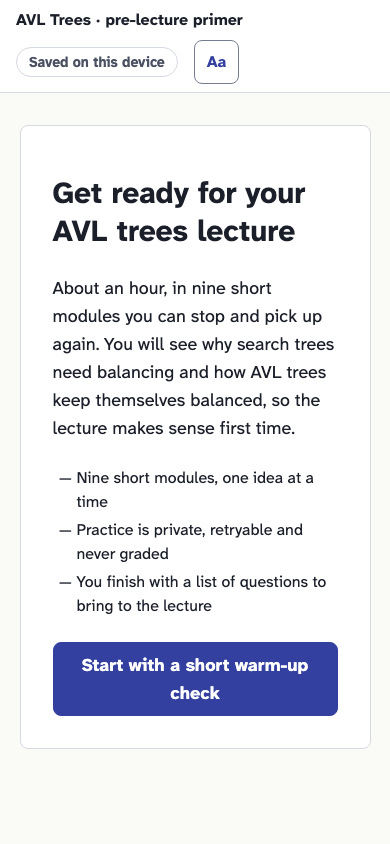 AVL Trees · pre-lecture primer
Saved on this device
Aa
Get ready for your
AVL trees lecture
About an hour, in nine short
modules you can stop and pick up
again. You will see why search trees
need balancing and how AVL trees
keep themselves balanced, so the
lecture makes sense first time.
— Nine short modules, one idea at a
time
— Practice is private, retryable and
never graded
— You finish with a list of questions to
bring to the lecture
Start with a short warm-up
check